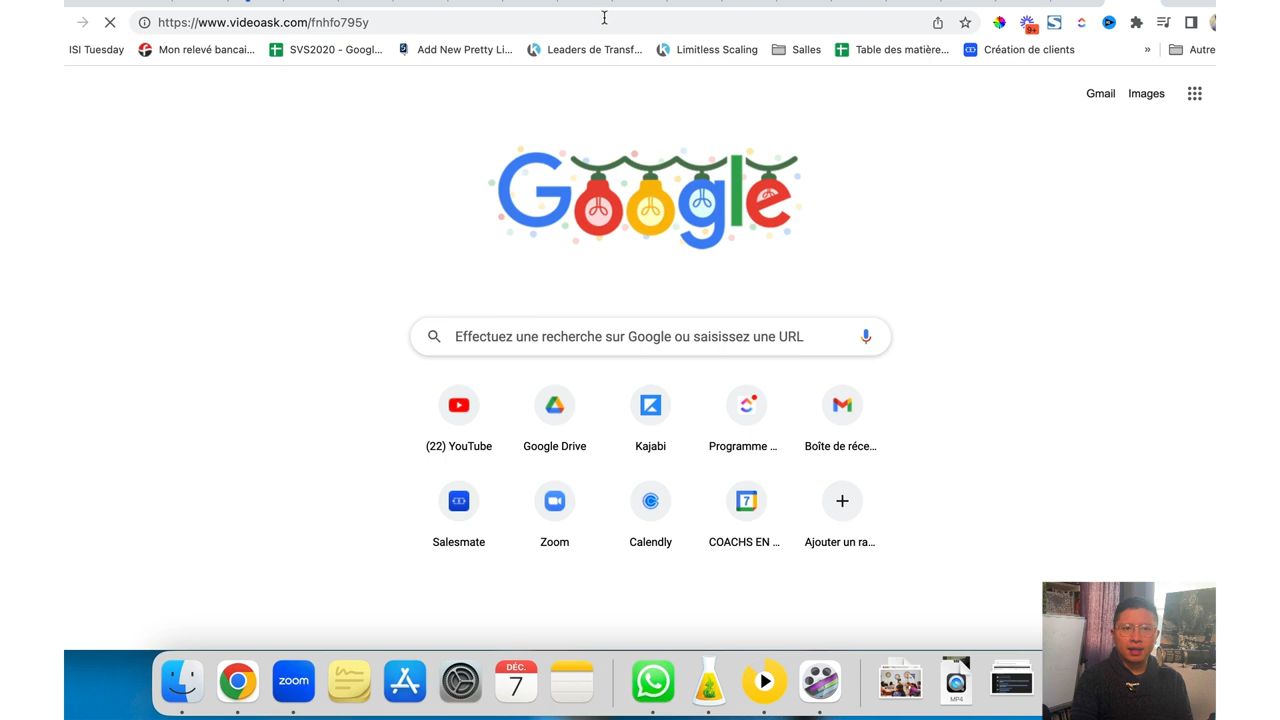 https://www.videoask.com/fnhfo795y
9+
ISI Tuesday Mon relevé bancai... SVS2020 - Googl... Add New Pretty Li... Leaders de Transf... Limitless Scaling Salles Table des matière... Création de clients » Autre
Gmail Images
Google
Effectuez une recherche sur Google ou saisissez une URL
(22) YouTube Google Drive Kajabi Programme ... Boîte de réce...
7
Salesmate Zoom Calendly COACHS EN ... Ajouter un ra...
zoom
DÉC.
7
MP4